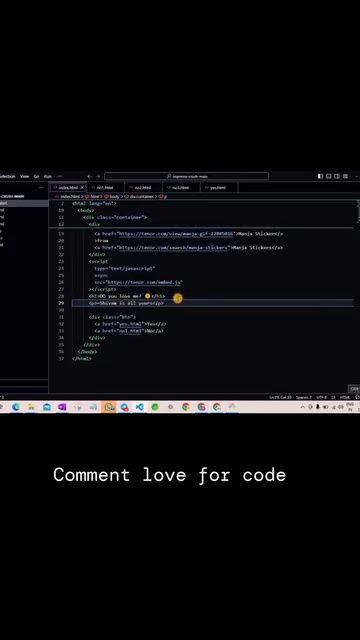 Selection View Go Run ···
index.html
no1.html
no2.html
no3.html
yes.html
index.html > html > body > div.container > p
2 <html lang="en">
10 <body>
11 <div class="container">
12 <div
19 <a href="https://tenor.com/view/manja-gif-22885016">Manja Stickers</a
20 >from
21 <a href="https://tenor.com/search/manja-stickers">Manja Stickers</a
22 ></div>
23 <script
24 type="text/javascript"
25 async
26 src="https://tenor.com/embed.js"
27 ></script>
28 <h1>DO you love me? 🥺</h1>
29 <p>~Shivam is all yours</p>
30
31 <div class="btn">
32 <a href="yes.html">Yes</a>
33 <a href="no1.html">No</a>
34 </div>
35 </div>
36 </body>
37 </html>
Comment love for code